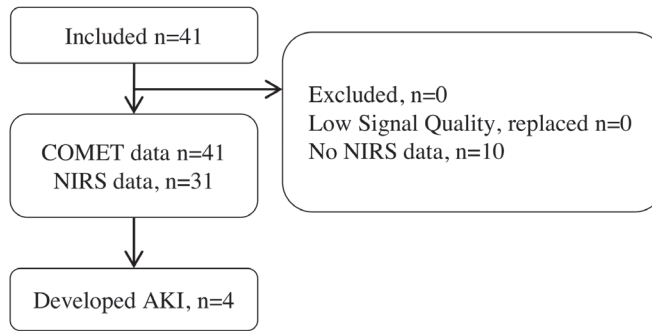 Included n=41
Excluded, n=0
Low Signal Quality, replaced n=0
No NIRS data, n=10
COMET data n=41
NIRS data, n=31
Developed AKI, n=4